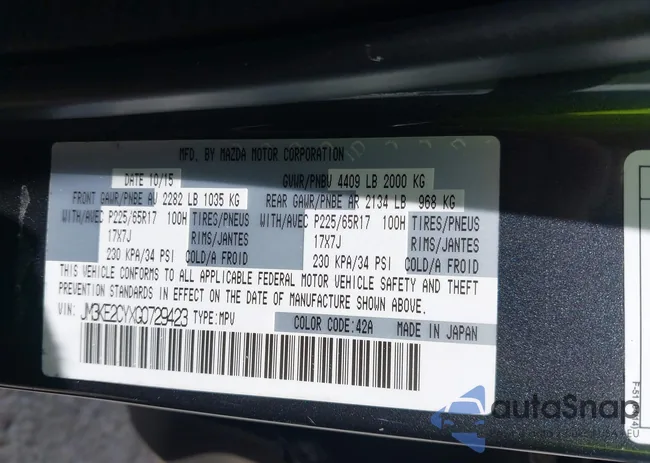 MFD. BY MAZDA MOTOR CORPORATION
DATE 10/15 GVWR/PNBV 4409 LB 2000 KG
FRONT GAWR/PNBE AV 2282 LB 1035 KG REAR GAWR/PNBE AR 2134 LB 968 KG
WITH/AVEC P225/65R17 100H TIRES/PNEUS WITH/AVEC P225/65R17 100H TIRES/PNEUS
17X7J RIMS/JANTES 17X7J RIMS/JANTES
230 KPA/34 PSI COLD/A FROID 230 KPA/34 PSI COLD/A FROID
THIS VEHICLE CONFORMS TO ALL APPLICABLE FEDERAL MOTOR VEHICLE SAFETY AND THEFT
PREVENTION STANDARDS IN EFFECT ON THE DATE OF MANUFACTURE SHOWN ABOVE.
VIN: JM3KE2CYXG0729423 TYPE:MPV COLOR CODE:42A MADE IN JAPAN
autoSnap